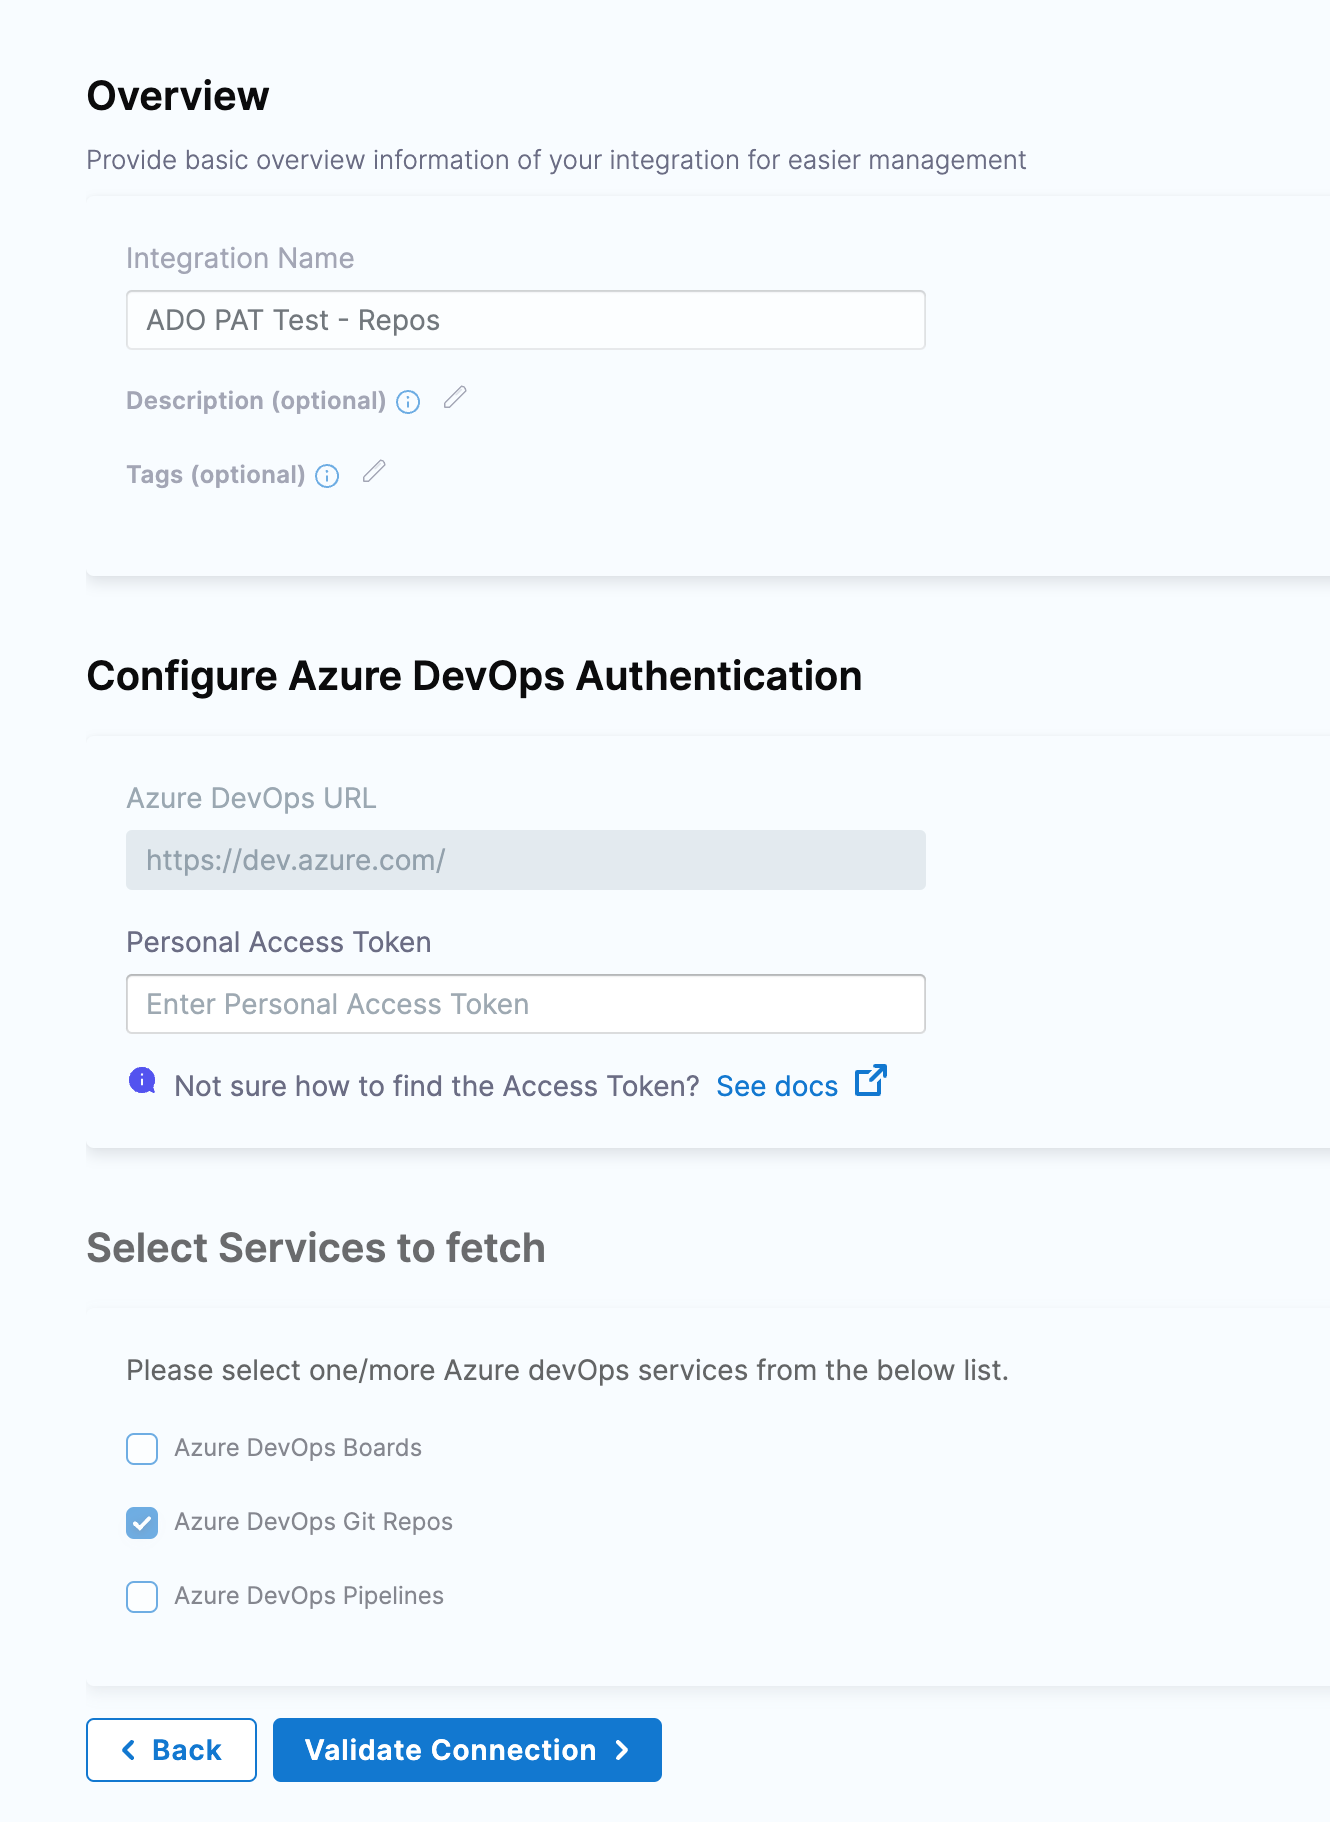 Overview
Provide basic overview information of your integration for easier management
Integration Name
ADO PAT Test - Repos
Description (optional)
Tags (optional)
Configure Azure DevOps Authentication
Azure DevOps URL
https://dev.azure.com/
Personal Access Token
Enter Personal Access Token
Not sure how to find the Access Token? See docs
Select Services to fetch
Please select one/more Azure devOps services from the below list.
Azure DevOps Boards
Azure DevOps Git Repos
Azure DevOps Pipelines
Back
Validate Connection